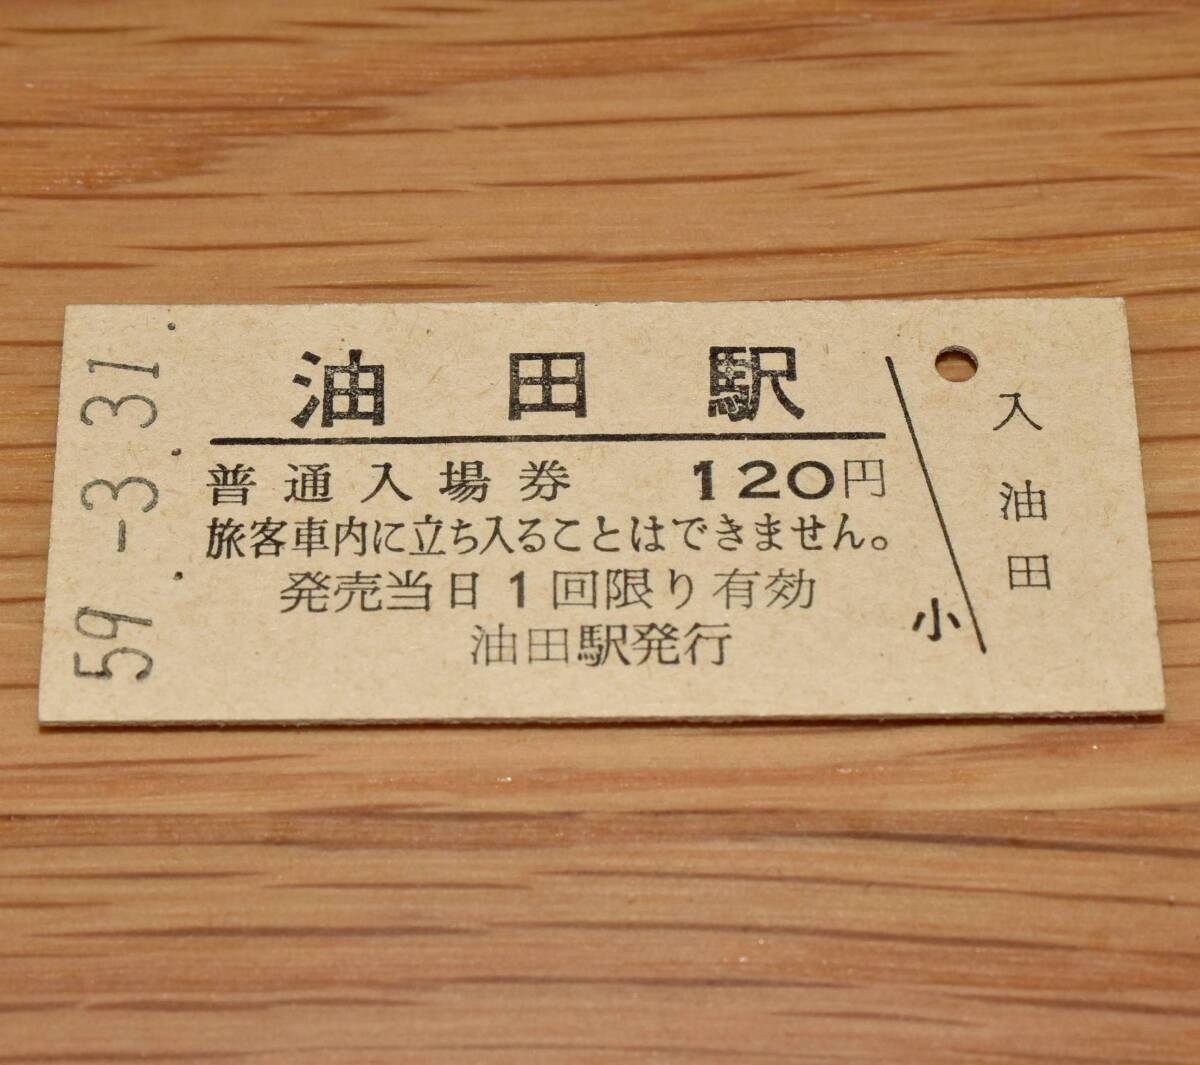 59.-3.31.
油田駅
普通入場券 120円
旅客車内に立ち入ることはできません。
発売当日1回限り有効
油田駅発行
小
入
油田